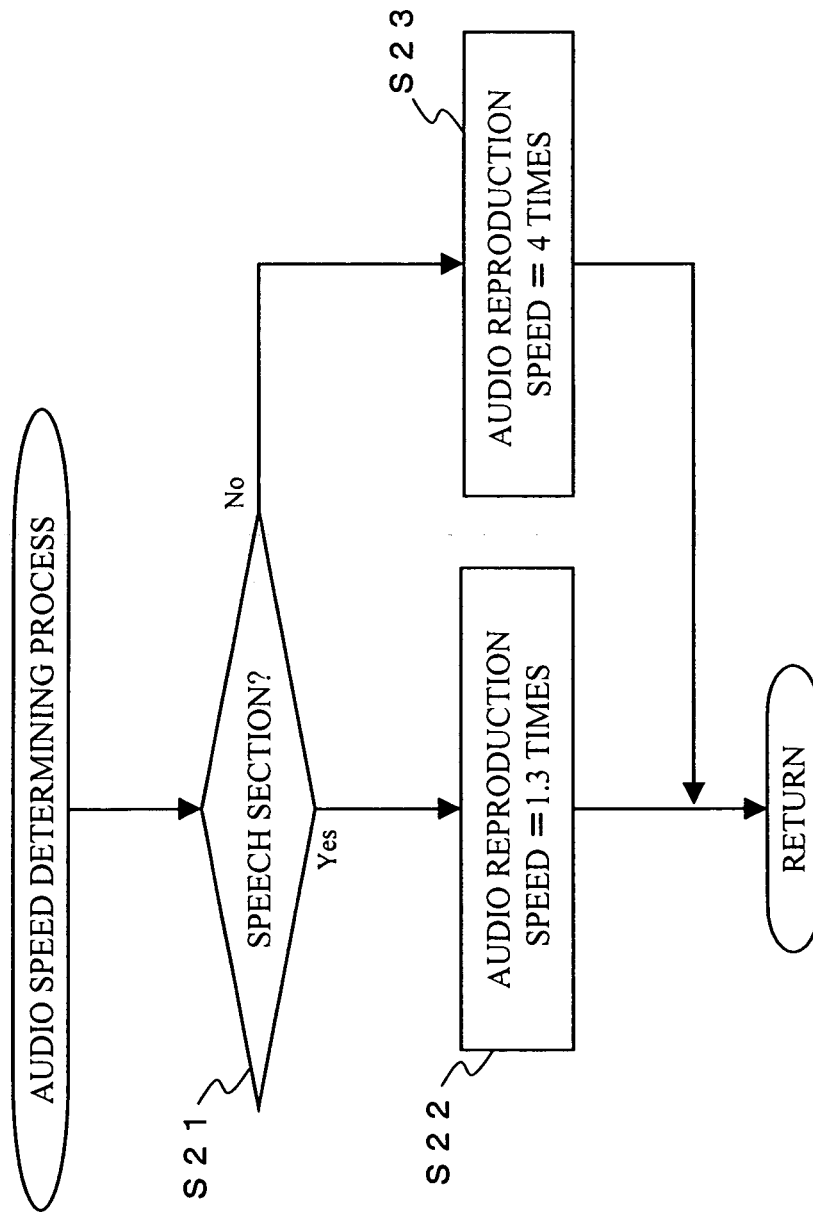 AUDIO SPEED DETERMINING PROCESS
S21
SPEECH SECTION?
No
Yes
S22
AUDIO REPRODUCTION
SPEED =1.3 TIMES
S23
AUDIO REPRODUCTION
SPEED = 4 TIMES
RETURN